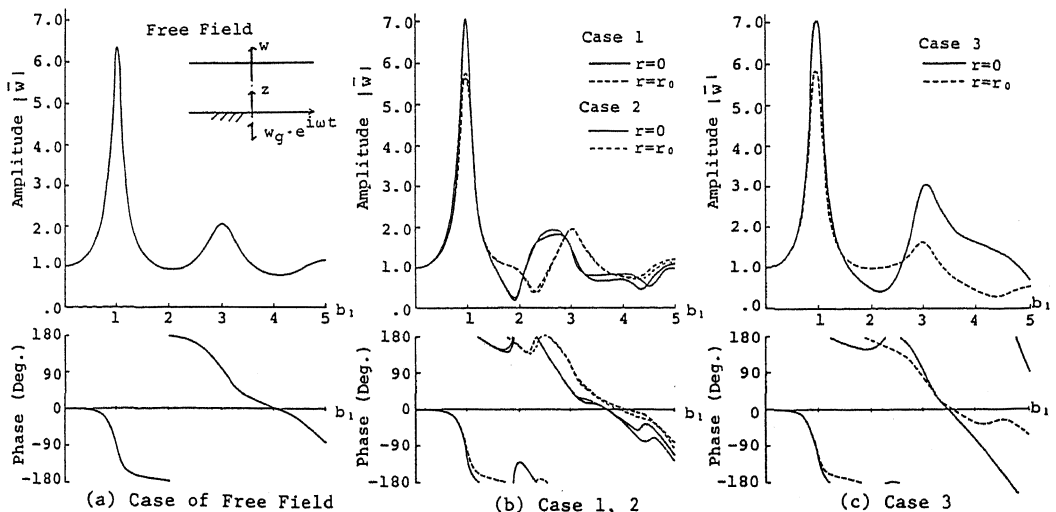 7.0
Free Field
w
6.0
5.0
z
w_g·e^{iωt}
4.0
3.0
2.0
1.0
.0
Amplitude |w̄|
1 2 3 4 5 b₁
180
90
0
-90
-180
Phase (Deg.)
b₁
(a) Case of Free Field
7.0
6.0
5.0
4.0
3.0
2.0
1.0
.0
Amplitude |w̄|
Case 1
r=0
r=r₀
Case 2
r=0
r=r₀
1 2 3 4 5 b₁
180
90
0
-90
-180
Phase (Deg.)
b₁
(b) Case 1, 2
7.0
6.0
5.0
4.0
3.0
2.0
1.0
.0
Amplitude |w̄|
Case 3
r=0
r=r₀
1 2 3 4 5 b₁
180
90
0
-90
-180
Phase (Deg.)
b₁
(c) Case 3